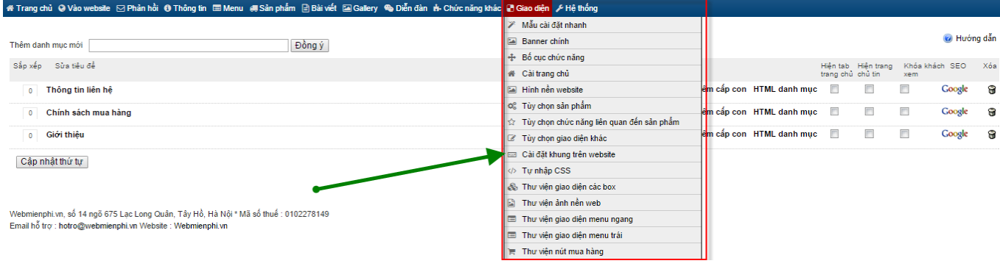 Trang chủ Vào website Phản hồi Thông tin Menu Sản phẩm Bài viết Gallery Diễn đàn Chức năng khác Giao diện Hệ thống
Mẫu cài đặt nhanh
Banner chính
Bố cục chức năng
Cài trang chủ
Hình nền website
Tùy chọn sản phẩm
Tùy chọn chức năng liên quan đến sản phẩm
Tùy chọn giao diện khác
Cài đặt khung trên website
Tự nhập CSS
Thư viện giao diện các box
Thư viện ảnh nền web
Thư viện giao diện menu ngang
Thư viện giao diện menu trái
Thư viện nút mua hàng
Hướng dẫn
Thêm danh mục mới Đồng ý
Sắp xếp Sửa tiêu đề Hiện tab trang chủ Hiện trang chủ tin Khóa khách xem SEO Xóa
0 Thông tin liên hệ êm cấp con HTML danh mục Google
0 Chính sách mua hàng êm cấp con HTML danh mục Google
0 Giới thiệu êm cấp con HTML danh mục Google
Cập nhật thứ tự
Webmienphi.vn, số 14 ngõ 675 Lạc Long Quân, Tây Hồ, Hà Nội * Mã số thuế : 0102278149
Email hỗ trợ : hotro@webmienphi.vn Website : Webmienphi.vn